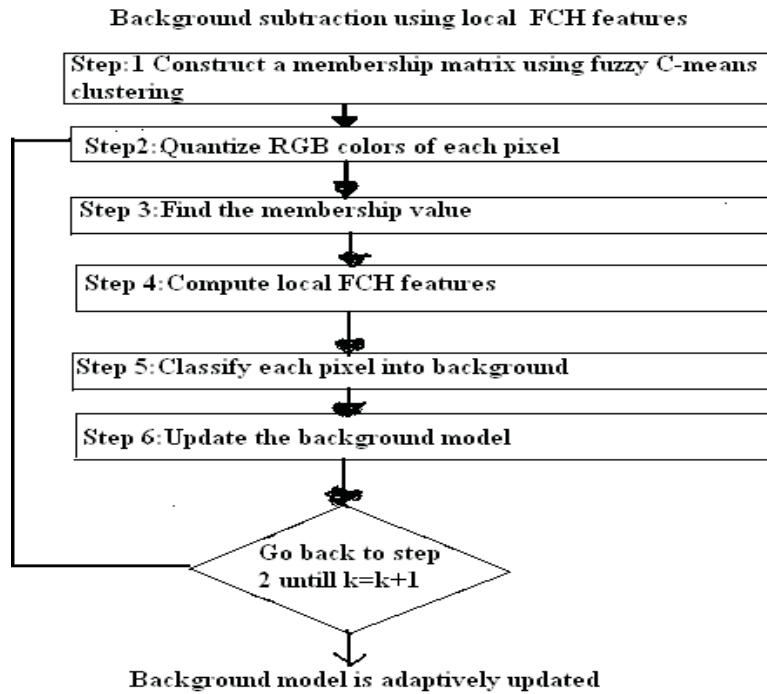 Background subtraction using local FCH features
Step:1 Construct a membership matrix using fuzzy C-means
clustering
Step2:Quantize RGB colors of each pixel
Step 3:Find the membership value
Step 4:Compute local FCH features
Step 5:Classify each pixel into background
Step 6:Update the background model
Go back to step
2 untill k=k+1
Background model is adaptively updated